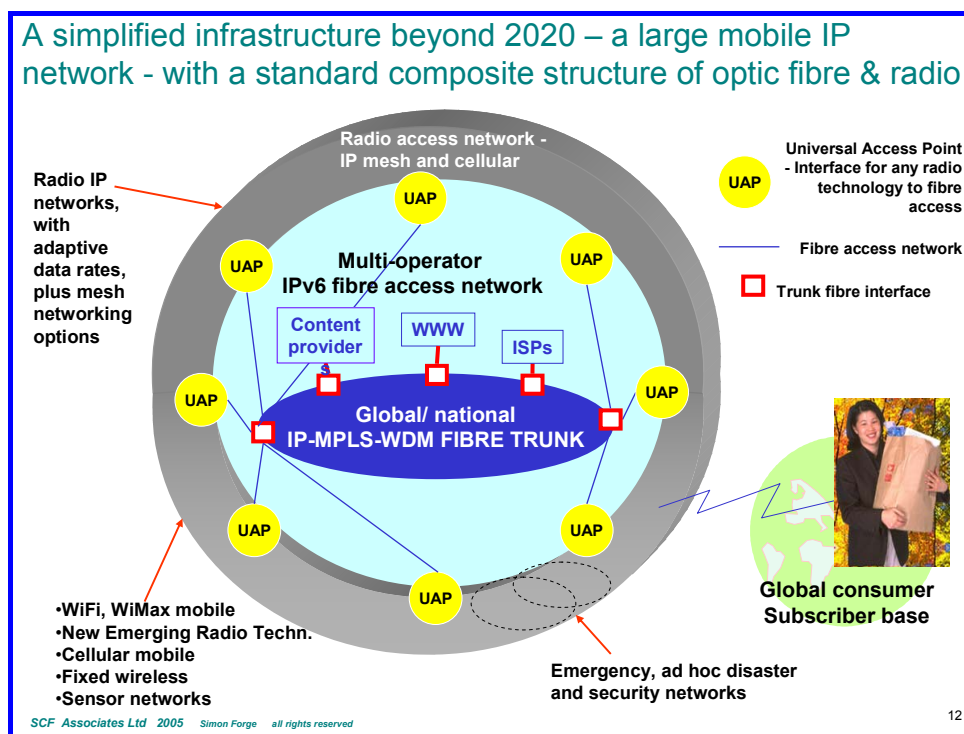 A simplified infrastructure beyond 2020 – a large mobile IP
network - with a standard composite structure of optic fibre & radio
Radio access network -
IP mesh and cellular
Radio IP
networks,
with
adaptive
data rates,
plus mesh
networking
options
UAP
UAP
UAP
UAP
UAP
UAP
UAP
UAP
Multi-operator
IPv6 fibre access network
Content
provider
s
WWW
ISPs
Global/ national
IP-MPLS-WDM FIBRE TRUNK
UAP
Universal Access Point
- Interface for any radio
technology to fibre
access
Fibre access network
Trunk fibre interface
Global consumer
Subscriber base
•WiFi, WiMax mobile
•New Emerging Radio Techn.
•Cellular mobile
•Fixed wireless
•Sensor networks
Emergency, ad hoc disaster
and security networks
SCF Associates Ltd 2005 Simon Forge all rights reserved
12